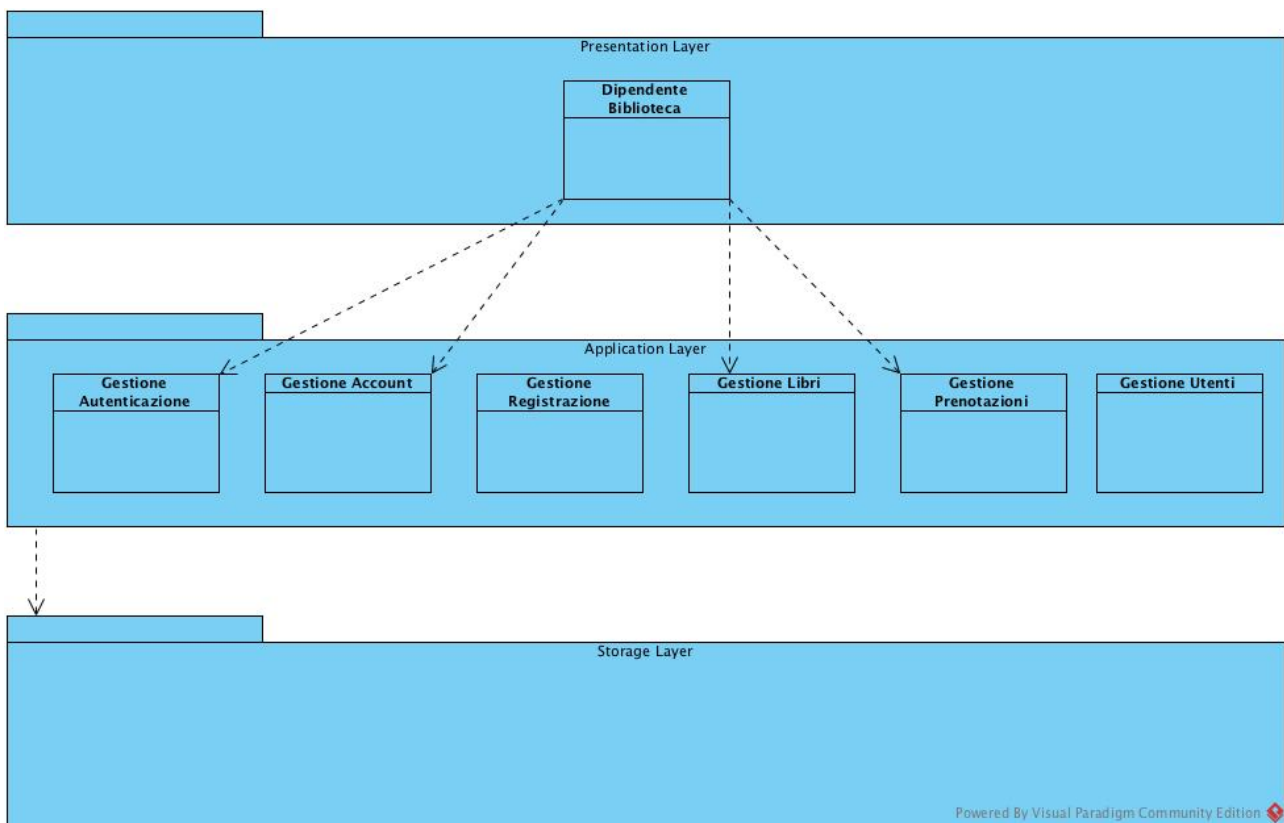 Presentation Layer
Dipendente
Biblioteca
Application Layer
Gestione
Autenticazione
Gestione Account
Gestione
Registrazione
Gestione Libri
Gestione
Prenotazioni
Gestione Utenti
Storage Layer
Powered By Visual Paradigm Community Edition